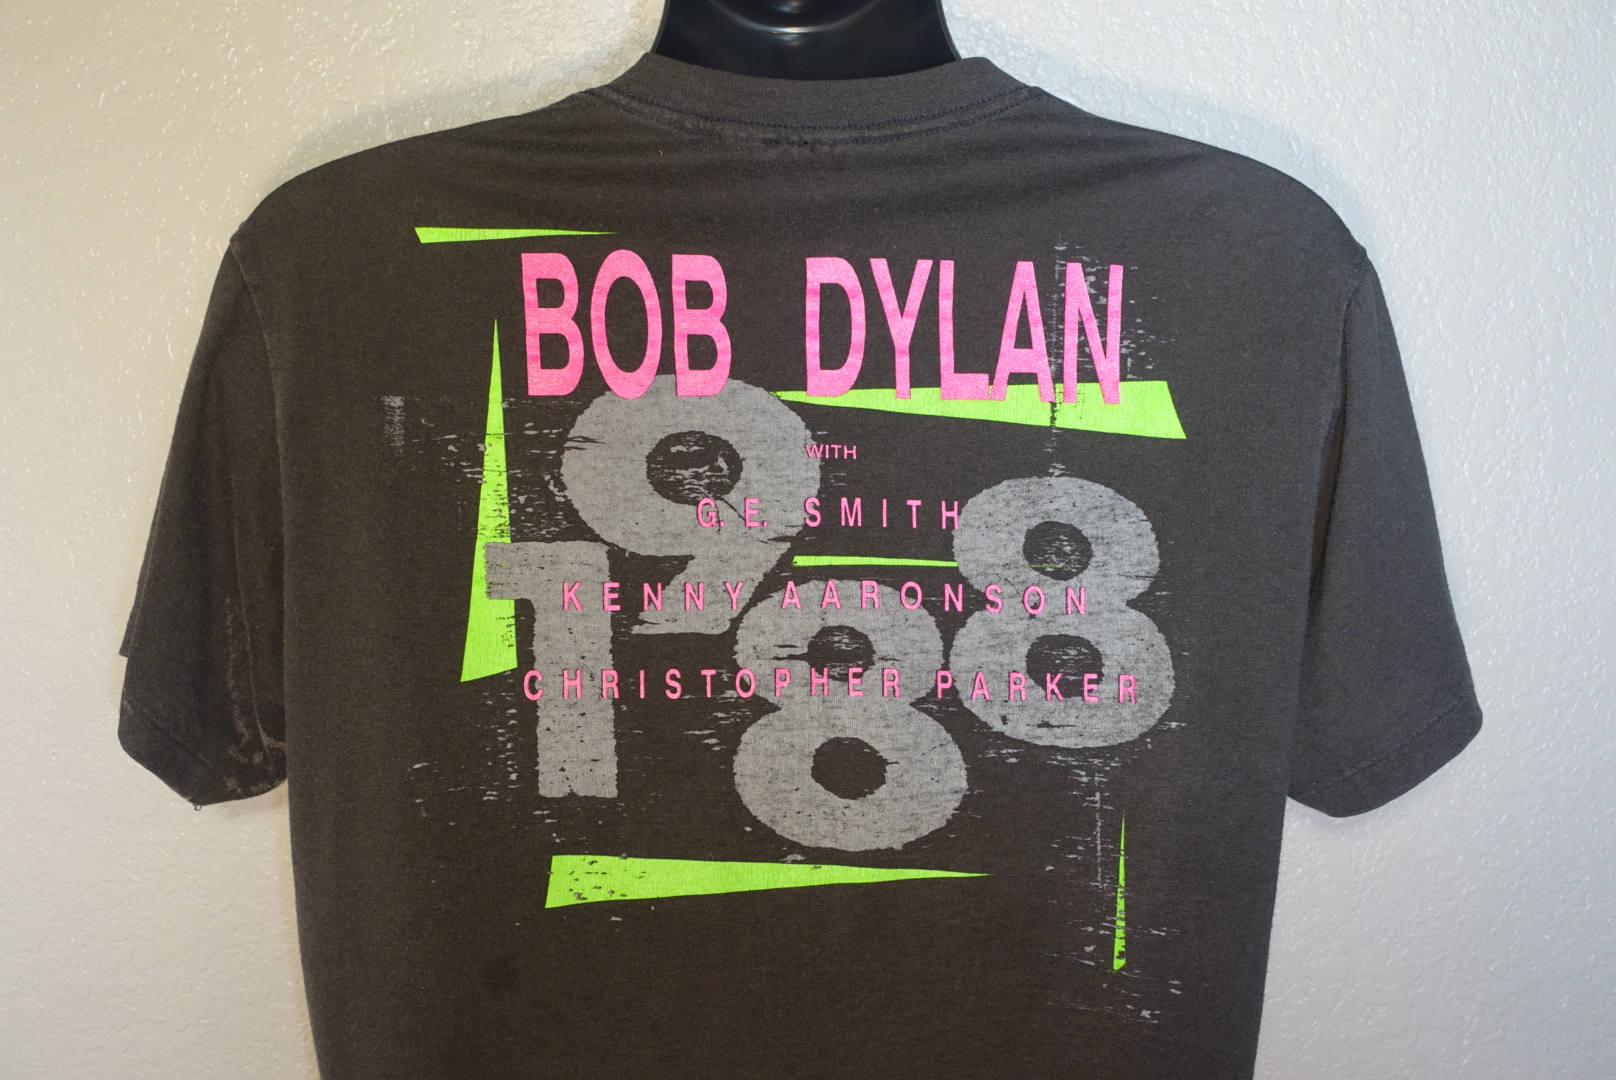 BOB DYLAN
1988
WITH
G. E. SMITH
KENNY AARONSON
CHRISTOPHER PARKER